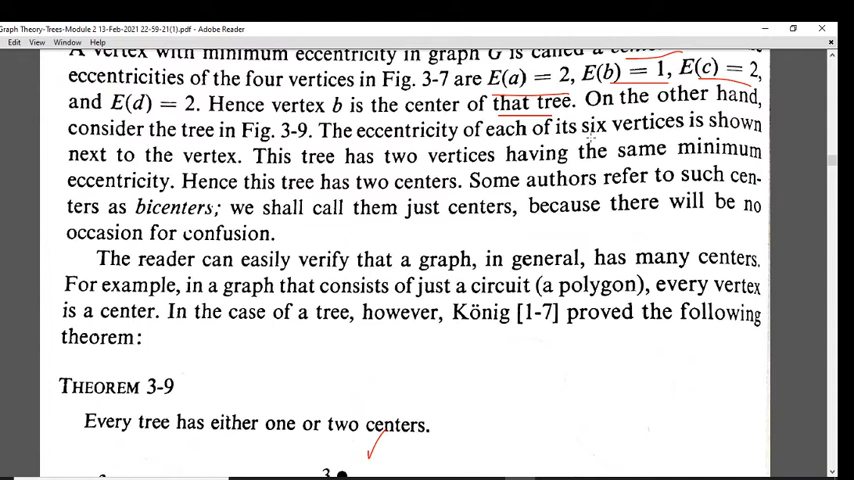 Graph Theory-Trees-Module 2 13-Feb-2021 22-59-21(1).pdf - Adobe Reader
Edit View Window Help
A vertex with minimum eccentricity in graph G is called a
eccentricities of the four vertices in Fig. 3-7 are E(a) = 2, E(b) = 1, E(c) = 2,
and E(d) = 2. Hence vertex b is the center of that tree. On the other hand,
consider the tree in Fig. 3-9. The eccentricity of each of its six vertices is shown
next to the vertex. This tree has two vertices having the same minimum
eccentricity. Hence this tree has two centers. Some authors refer to such cen-
ters as bicenters; we shall call them just centers, because there will be no
occasion for confusion.
The reader can easily verify that a graph, in general, has many centers.
For example, in a graph that consists of just a circuit (a polygon), every vertex
is a center. In the case of a tree, however, König [1-7] proved the following
theorem:
THEOREM 3-9
Every tree has either one or two centers.
3